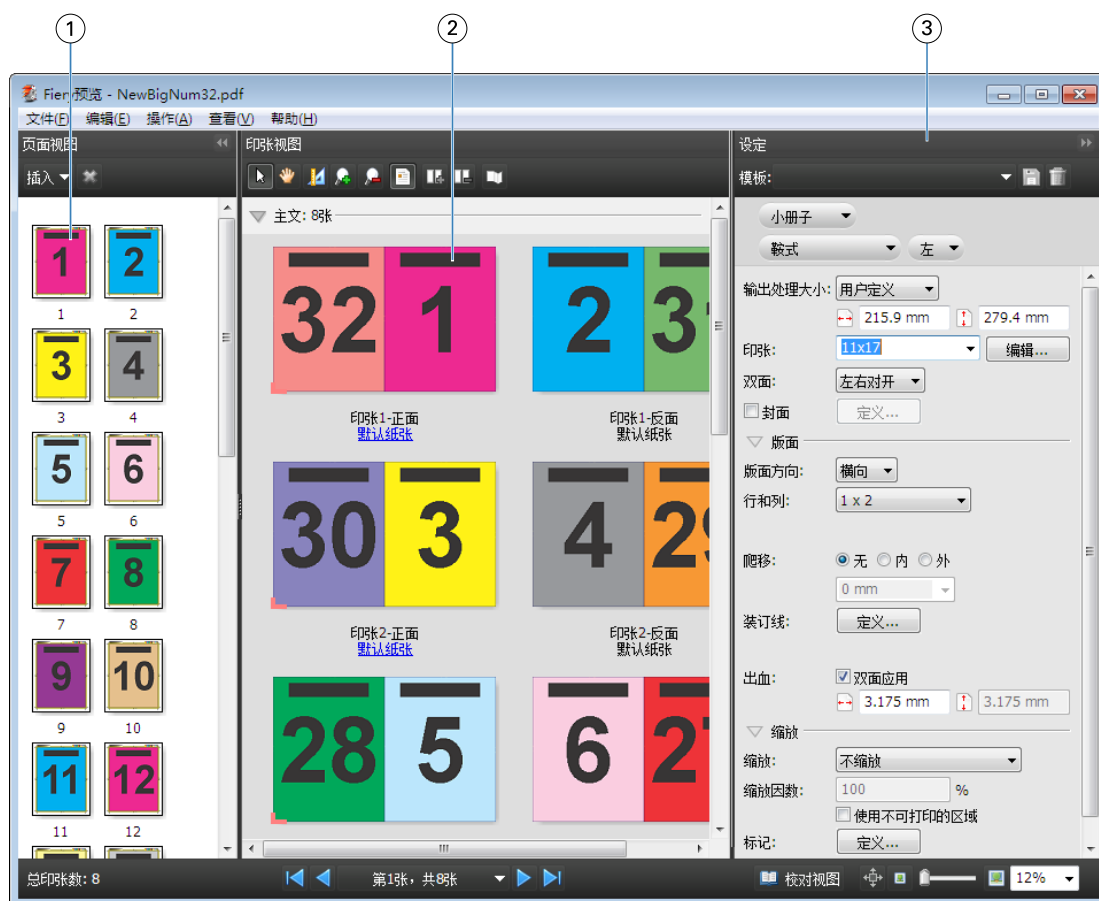 1 2 3
Fiery预览 - NewBigNum32.pdf
文件(F) 编辑(E) 操作(A) 查看(V) 帮助(H)
页面视图
插入
1 2
1 2
3 4
3 4
5 6
5 6
7 8
7 8
9 10
9 10
11 12
11 12
印张视图
主文: 8张
32 1 2 31
印张1-正面 印张1-反面
默认纸张 默认纸张
30 3 4 29
印张2-正面 印张2-反面
默认纸张 默认纸张
28 5 6 27
设定
模板:
小册子
鞍式 左
输出处理大小: 用户定义
215.9 mm 279.4 mm
印张: 11x17 编辑...
双面: 左右对开
封面 定义...
版面
版面方向: 横向
行和列: 1 x 2
爬移: 无 内 外
0 mm
装订线: 定义...
出血: 双面应用
3.175 mm 3.175 mm
缩放
缩放: 不缩放
缩放因数: 100 %
使用不可打印的区域
标记: 定义...
总印张数: 8 第1张，共8张 校对视图 12%